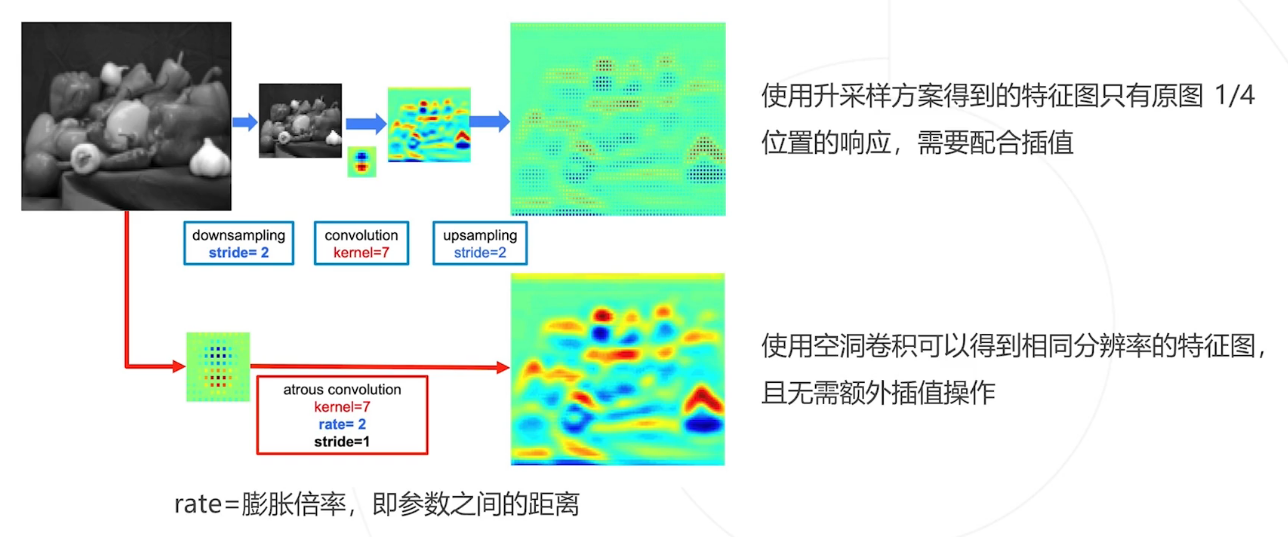 使用升采样方案得到的特征图只有原图 1/4
位置的响应，需要配合插值
downsampling
stride= 2
convolution
kernel=7
upsampling
stride=2
使用空洞卷积可以得到相同分辨率的特征图，
且无需额外插值操作
atrous convolution
kernel=7
rate= 2
stride=1
rate=膨胀倍率，即参数之间的距离